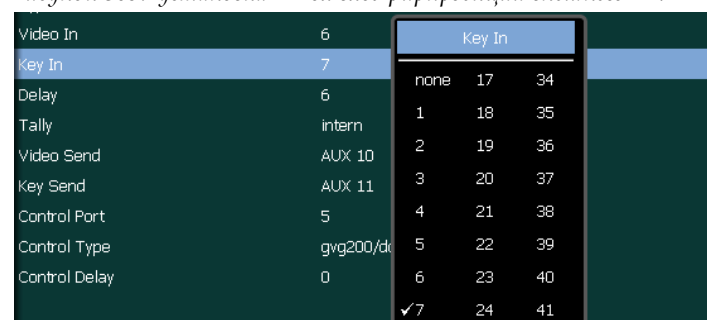 Video In 6
Key In 7
Delay 6
Tally intern
Video Send AUX 10
Key Send AUX 11
Control Port 5
Control Type gvg200/d
Control Delay 0
Key In
none 17 34
1 18 35
2 19 36
3 20 37
4 21 38
5 22 39
6 23 40
✓7 24 41